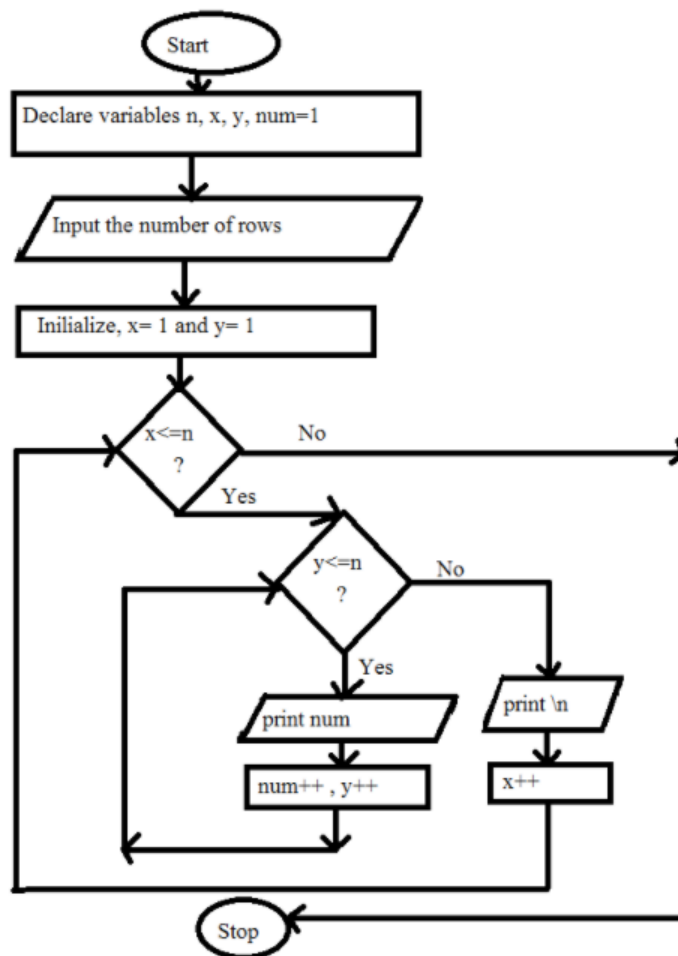 Start
Declare variables n, x, y, num=1
Input the number of rows
Inilialize, x= 1 and y= 1
x<=n
?
No
Yes
y<=n
?
No
Yes
print num
print \n
num++ , y++
x++
Stop